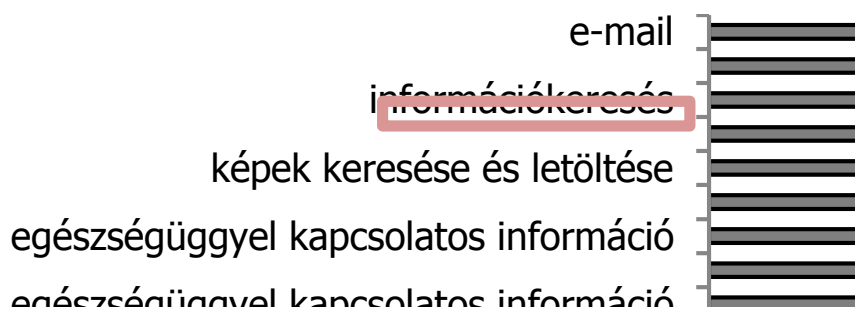 e-mail
információkeresés
képek keresése és letöltése
egészségüggyel kapcsolatos információ
egészségüggyel kapcsolatos információ